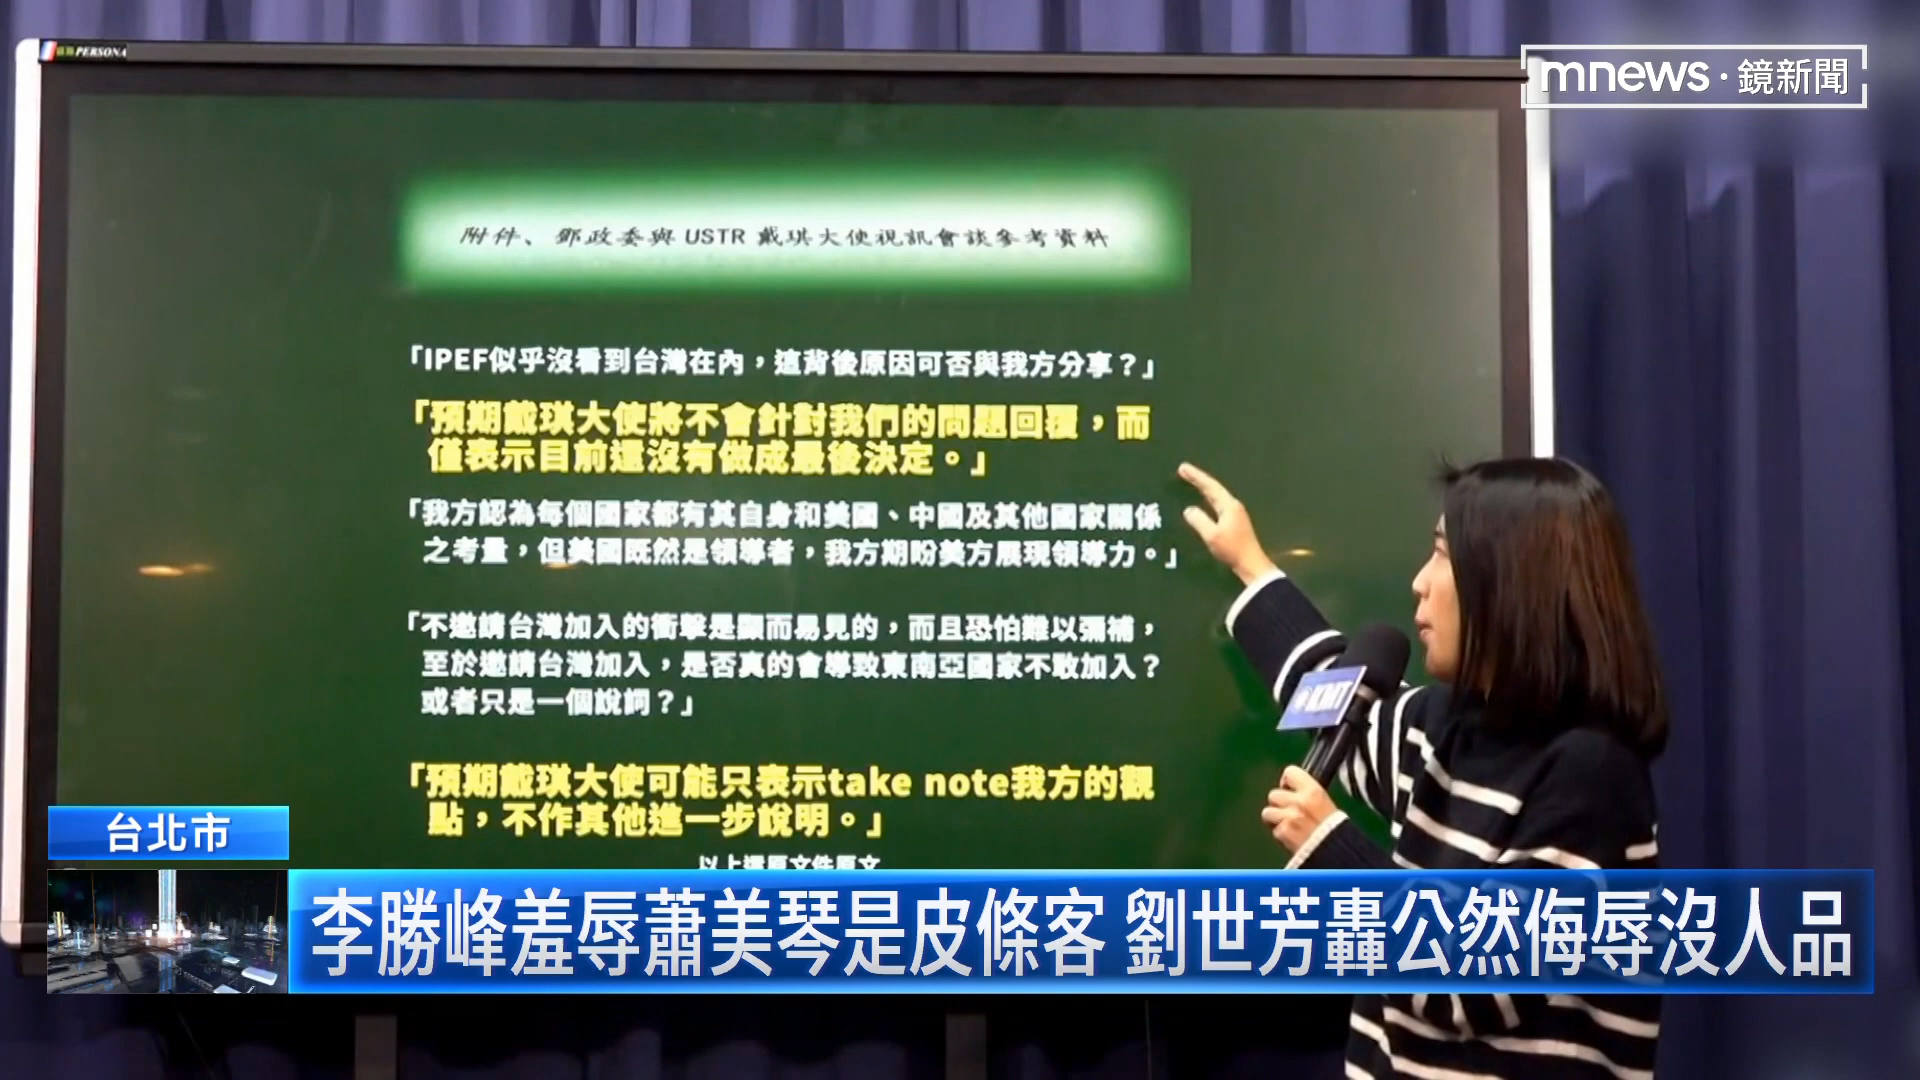 PERSONA
mnews·鏡新聞
附件、鄧政委與 USTR 戴琪大使視訊會談參考資料
「IPEF似乎沒看到台灣在內，這背後原因可否與我方分享？」
「預期戴琪大使將不會針對我們的問題回覆，而
僅表示目前還沒有做成最後決定。」
「我方認為每個國家都有其自身和美國、中國及其他國家關係
之考量，但美國既然是領導者，我方期盼美方展現領導力。」
「不邀請台灣加入的衝擊是顯而易見的，而且恐怕難以彌補，
至於邀請台灣加入，是否真的會導致東南亞國家不敢加入？
或者只是一個說詞？」
「預期戴琪大使可能只表示take note我方的觀
點，不作其他進一步說明。」
以上還原文件原文
KMT
台北市
李勝峰羞辱蕭美琴是皮條客 劉世芳轟公然侮辱沒人品